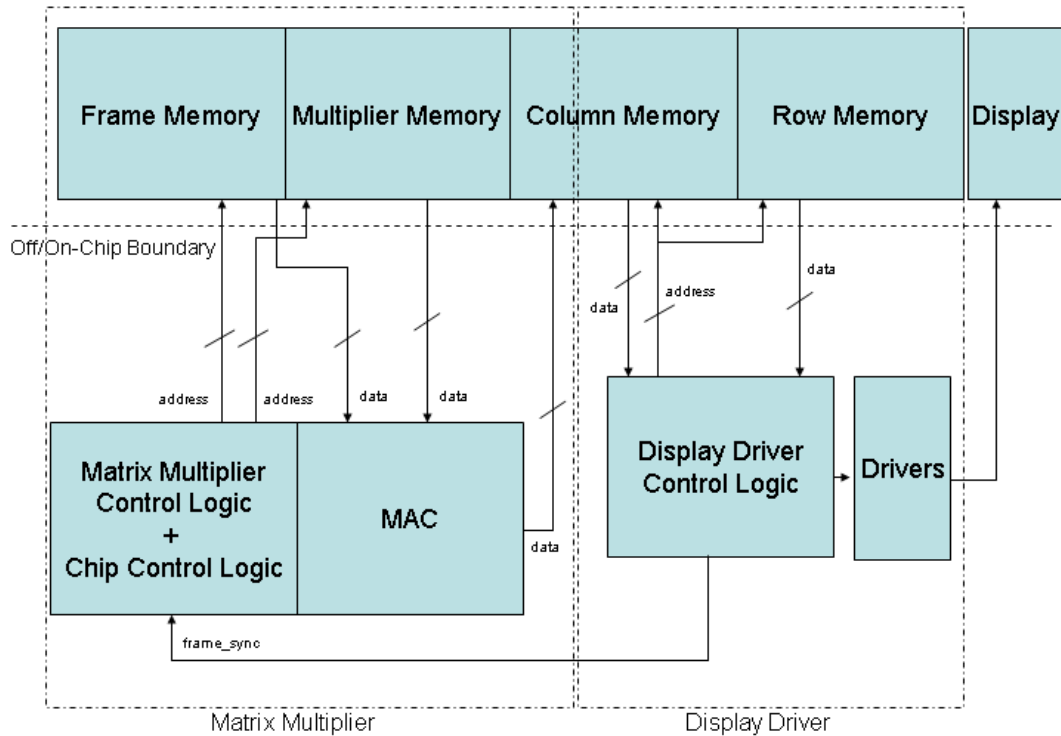 Frame Memory
Multiplier Memory
Column Memory
Row Memory
Display
Off/On-Chip Boundary
data
address
data
address
address
data
data
Matrix Multiplier
Control Logic
+
Chip Control Logic
MAC
data
Display Driver
Control Logic
Drivers
frame_sync
Matrix Multiplier
Display Driver